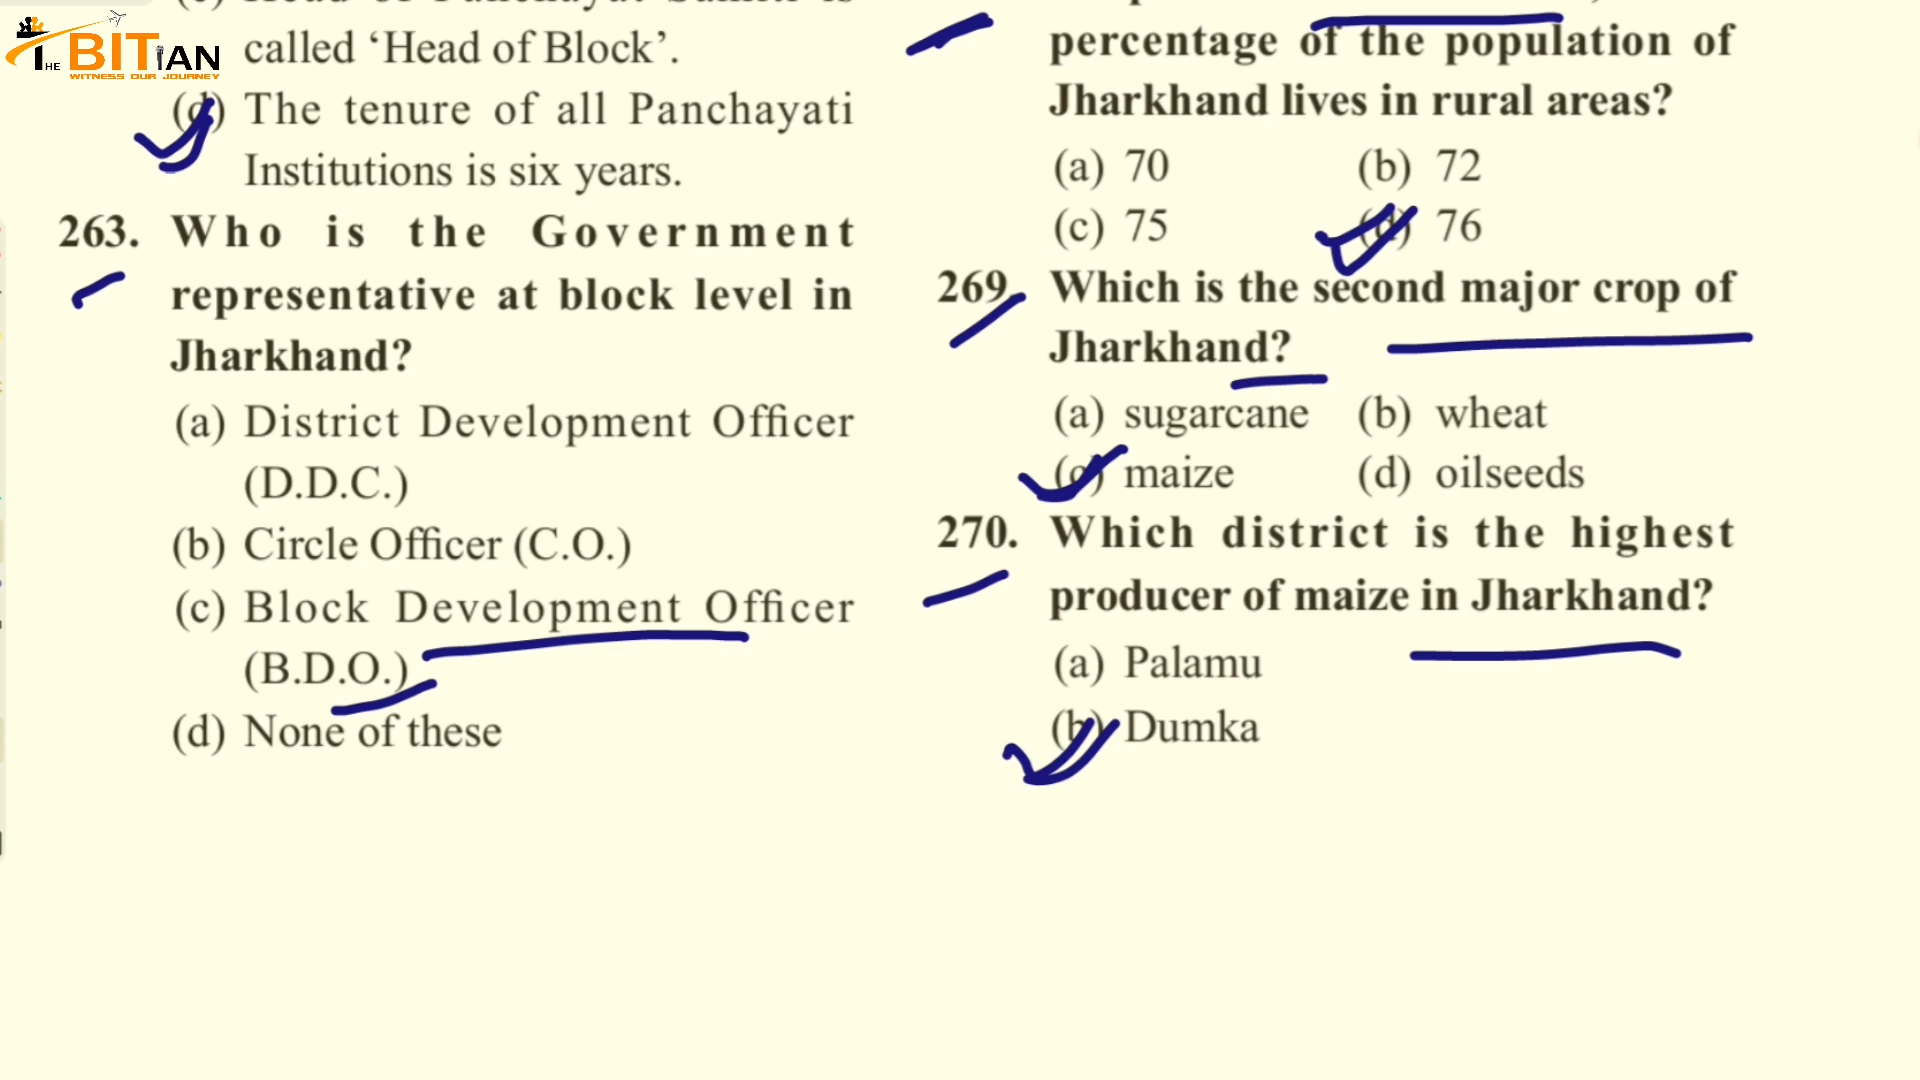 THE BITIAN
WITNESS OUR JOURNEY
called ‘Head of Block’.
(d) The tenure of all Panchayati
Institutions is six years.
263. Who is the Government
representative at block level in
Jharkhand?
(a) District Development Officer
(D.D.C.)
(b) Circle Officer (C.O.)
(c) Block Development Officer
(B.D.O.)
(d) None of these
percentage of the population of
Jharkhand lives in rural areas?
(a) 70 (b) 72
(c) 75 (d) 76
269. Which is the second major crop of
Jharkhand?
(a) sugarcane (b) wheat
(c) maize (d) oilseeds
270. Which district is the highest
producer of maize in Jharkhand?
(a) Palamu
(b) Dumka